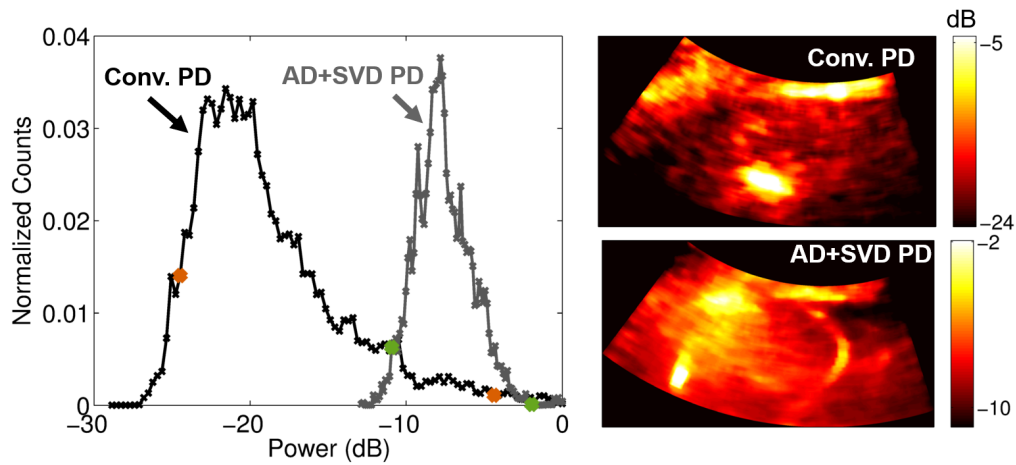 0.04
0.03
0.02
0.01
0
Normalized Counts
Conv. PD
AD+SVD PD
−30
−20
−10
0
Power (dB)
dB
Conv. PD
−5
−24
AD+SVD PD
−2
−10